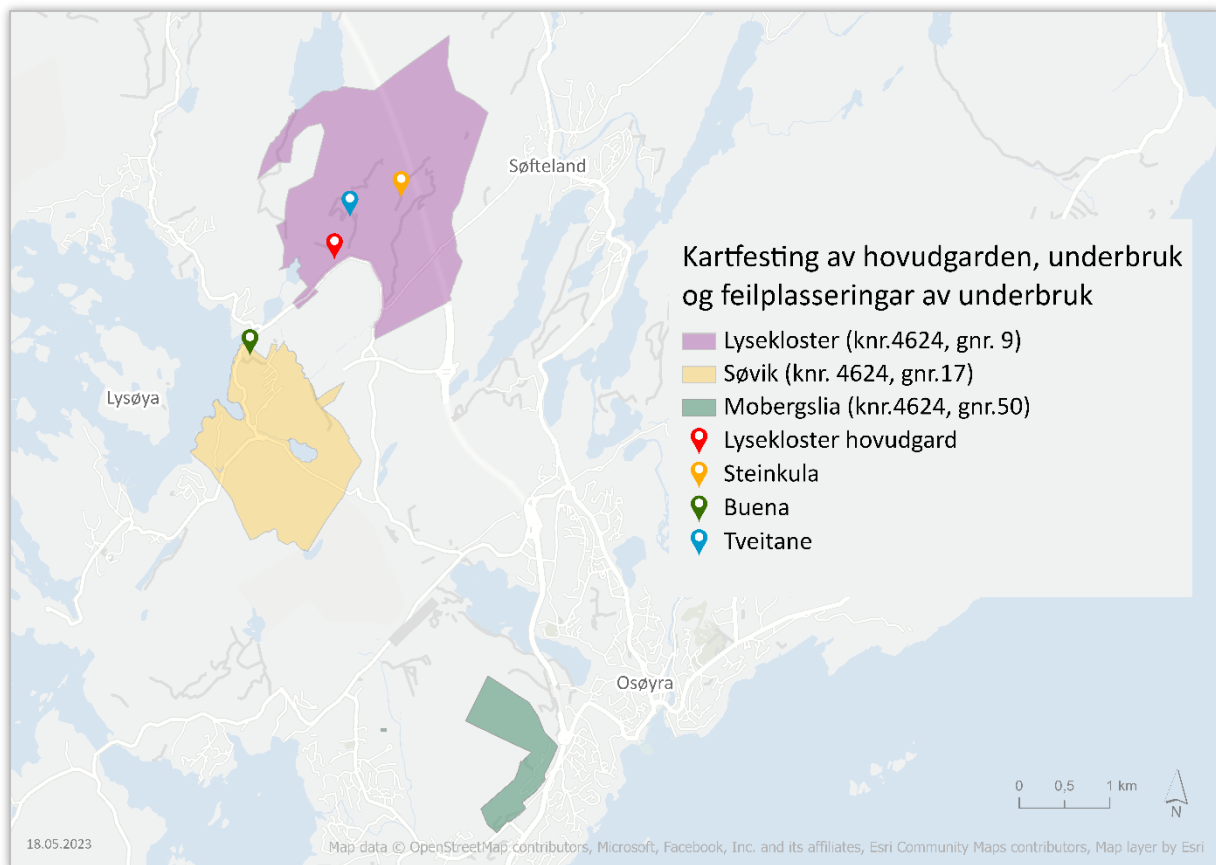 Søfteland
Kartfesting av hovudgarden, underbruk
og feilplasseringar av underbruk
Lysekloster (knr.4624, gnr. 9)
Søvik (knr. 4624, gnr.17)
Mobergslia (knr.4624, gnr.50)
Lysekloster hovudgard
Steinkula
Buena
Tveitane
Lysøya
Osøyra
0 0,5 1 km
N
18.05.2023
Map data © OpenStreetMap contributors, Microsoft, Facebook, Inc. and its affiliates, Esri Community Maps contributors, Map layer by Esri